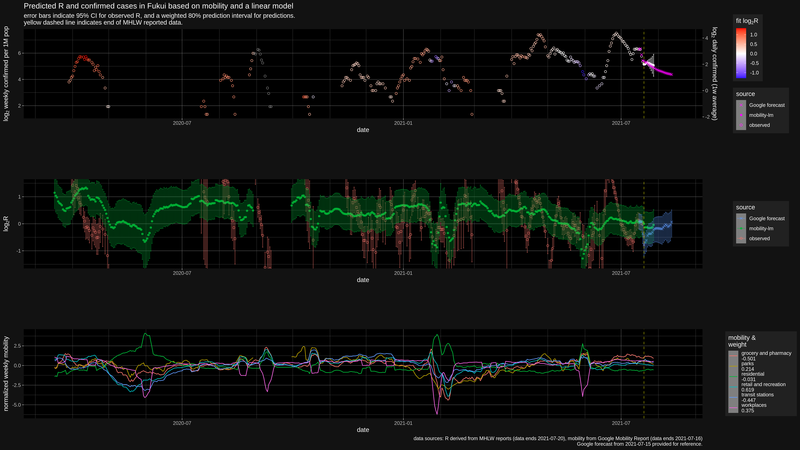 Predicted R and confirmed cases in Fukui based on mobility and a linear model
error bars indicate 95% CI for observed R, and a weighted 80% prediction interval for predictions.
yellow dashed line indicates end of MHLW reported data.
log₂ weekly confirmed per 1M pop
6
4
2
4
2
0
-2
log₂ daily confirmed (1w average)
2020-07
2021-01
2021-07
date
fit log₂R
1.0
0.5
0.0
-0.5
-1.0
source
Google forecast
mobility-lm
observed
log₂R
1
0
-1
2020-07
2021-01
2021-07
date
source
Google forecast
mobility-lm
observed
normalized weekly mobility
2.5
0.0
-2.5
-5.0
2020-07
2021-01
2021-07
date
mobility &
weight
grocery and pharmacy
-0.501
parks
0.214
residential
-0.031
retail and recreation
0.619
transit stations
-0.447
workplaces
0.375
data sources: R derived from MHLW reports (data ends 2021-07-20), mobility from Google Mobility Report (data ends 2021-07-16)
Google forecast from 2021-07-15 provided for reference.